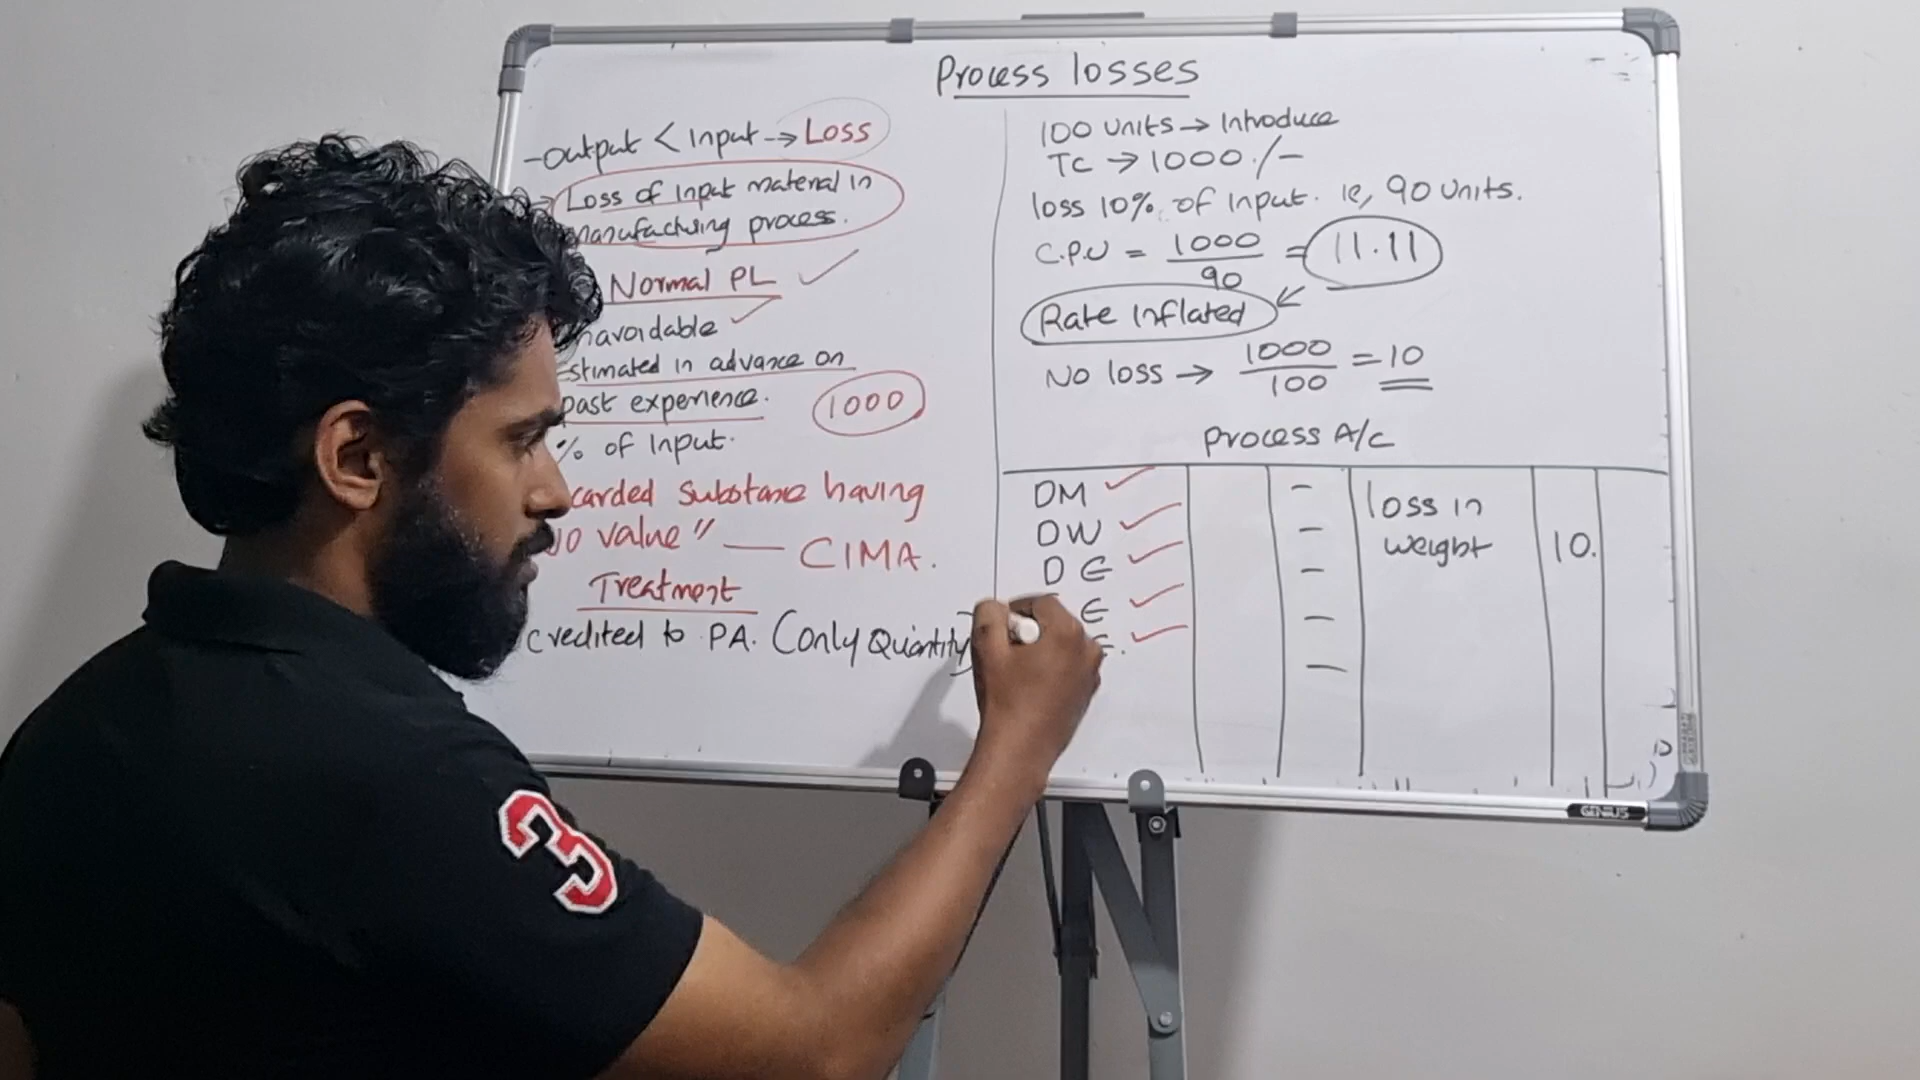 Process losses
-Output < Input -> Loss
Loss of Input material in
manufacturing process.
Normal PL
navoidable
stimated in advance on
past experience.
1000
% of Input.
carded substance having
No value" — CIMA.
Treatment
credited to PA. (only Quantity)
100 units → Introduce
TC → 1000/-
loss 10% of input. ie, 90 units.
C.P.U = 1000/90 = 11.11
Rate Inflated
No loss → 1000/100 = 10
Process A/C
DM - loss in
DW - weight 10.
DE -
E -
-
3
GENIUS